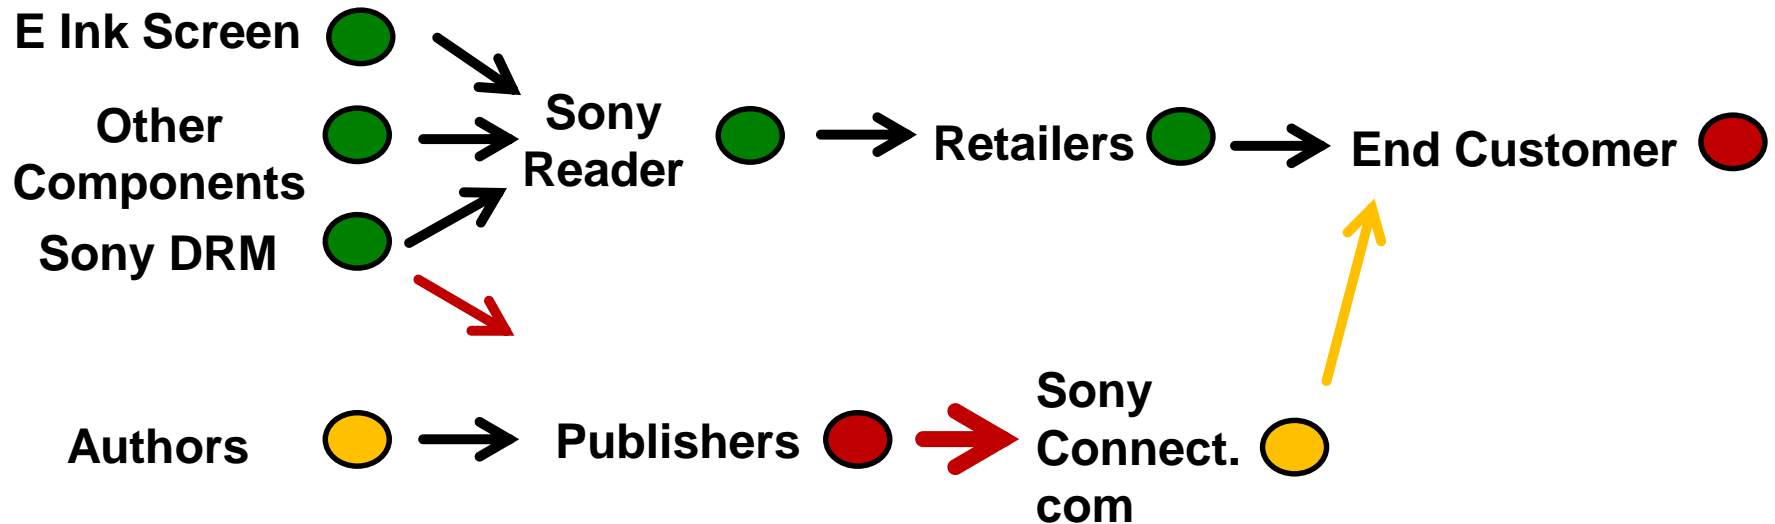 E Ink Screen
Other
Components
Sony DRM
Sony
Reader
Retailers
End Customer
Authors
Publishers
Sony
Connect.
com